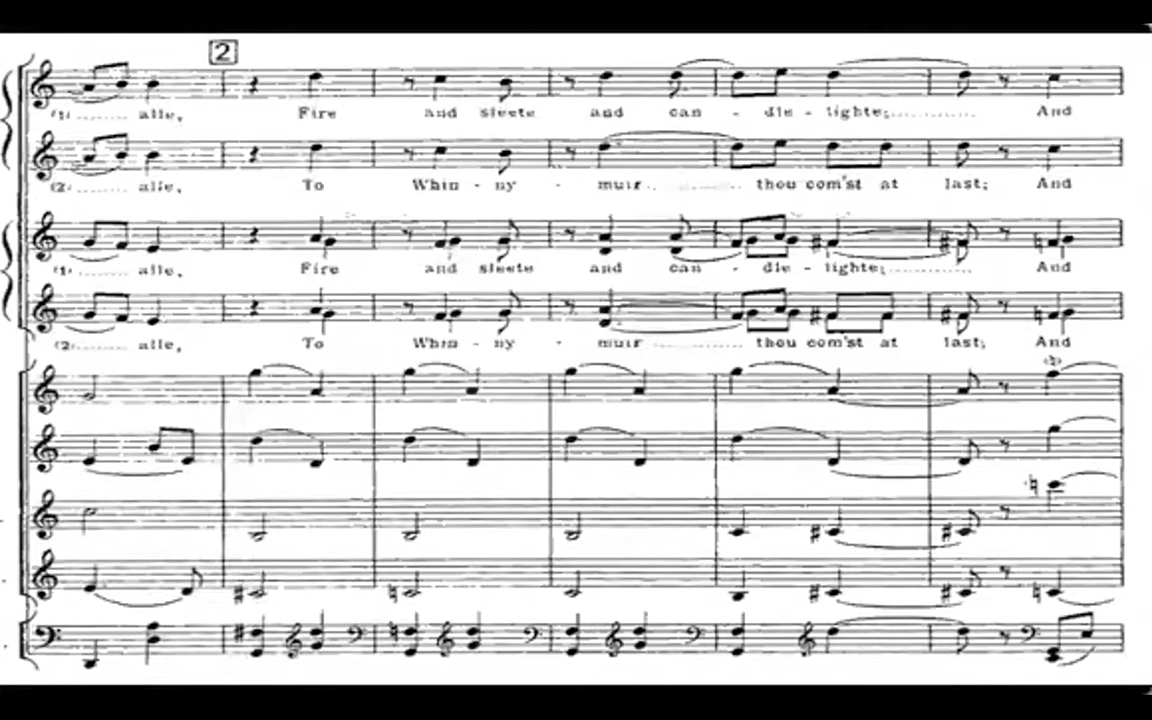 2
(1) alle, Fire and sleete and can - dle - lighte; And
(2) alle, To Whin - ny - muir thou com'st at last; And
(1) alle, Fire and sleete and can - dle - lighte; And
(2) alle, To Whin - ny - muir thou com'st at last; And